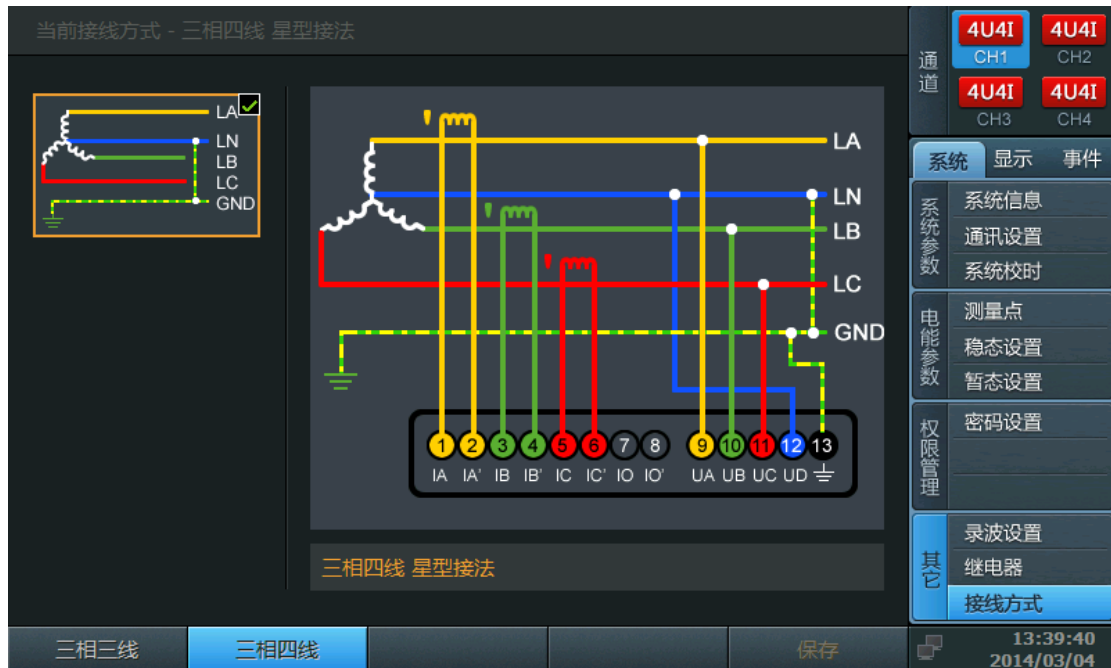 当前接线方式 - 三相四线 星型接法
LA
LN
LB
LC
GND
LA
LN
LB
LC
GND
1 2 3 4 5 6 7 8 9 10 11 12 13
IA IA' IB IB' IC IC' IO IO' UA UB UC UD
三相四线 星型接法
三相三线
三相四线
保存
通道
4U4I
CH1
4U4I
CH2
4U4I
CH3
4U4I
CH4
系统
显示
事件
系统参数
系统信息
通讯设置
系统校时
电能参数
测量点
稳态设置
暂态设置
权限管理
密码设置
其它
录波设置
继电器
接线方式
13:39:40
2014/03/04